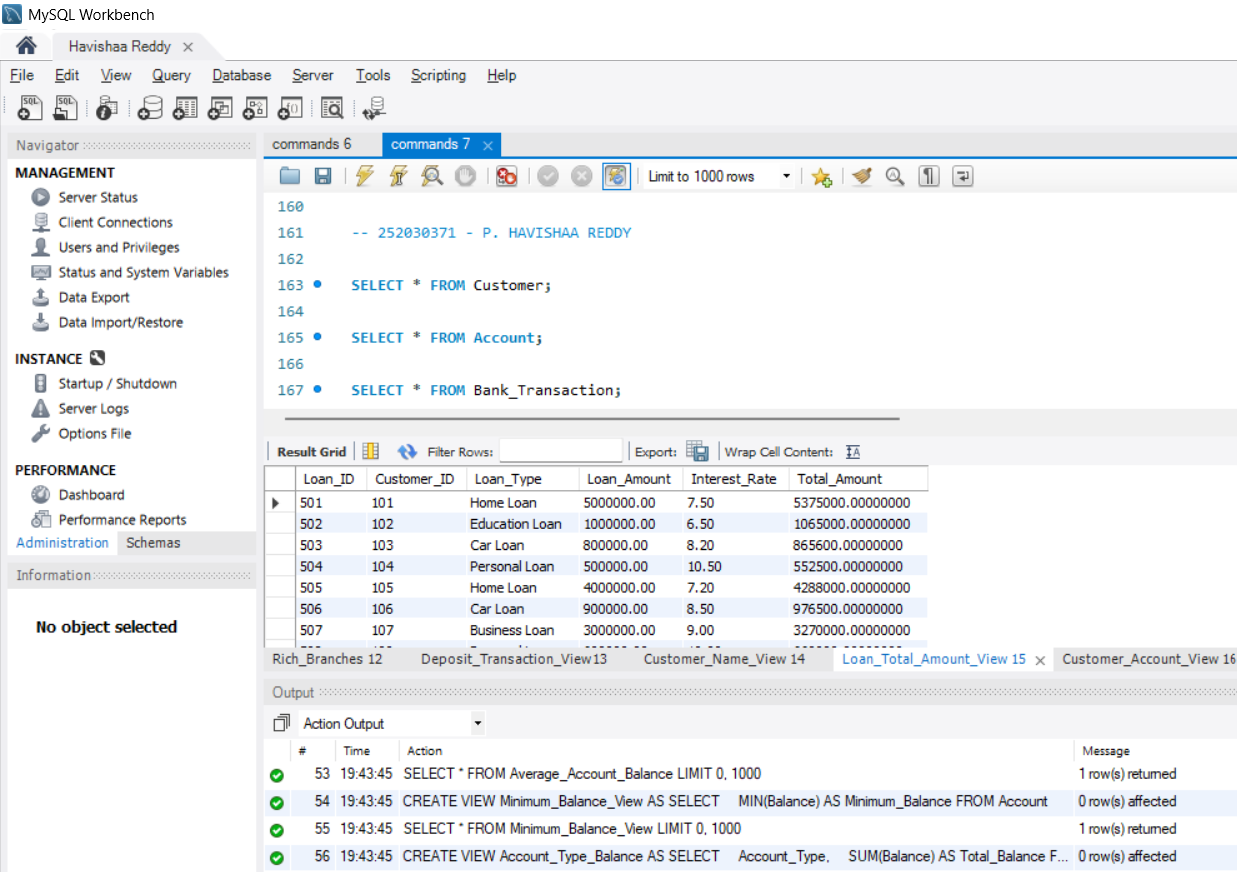 MySQL Workbench
Havishaa Reddy
File Edit View Query Database Server Tools Scripting Help
Navigator
MANAGEMENT
Server Status
Client Connections
Users and Privileges
Status and System Variables
Data Export
Data Import/Restore
INSTANCE
Startup / Shutdown
Server Logs
Options File
PERFORMANCE
Dashboard
Performance Reports
Administration Schemas
Information
No object selected
commands 6 commands 7
Limit to 1000 rows
160
161 -- 252030371 - P. HAVISHAA REDDY
162
163 SELECT * FROM Customer;
164
165 SELECT * FROM Account;
166
167 SELECT * FROM Bank_Transaction;
Result Grid Filter Rows: Export: Wrap Cell Content:
Loan_ID Customer_ID Loan_Type Loan_Amount Interest_Rate Total_Amount
501 101 Home Loan 5000000.00 7.50 5375000.00000000
502 102 Education Loan 1000000.00 6.50 1065000.00000000
503 103 Car Loan 800000.00 8.20 865600.00000000
504 104 Personal Loan 500000.00 10.50 552500.00000000
505 105 Home Loan 4000000.00 7.20 4288000.00000000
506 106 Car Loan 900000.00 8.50 976500.00000000
507 107 Business Loan 3000000.00 9.00 3270000.00000000
Rich_Branches 12 Deposit_Transaction_View13 Customer_Name_View 14 Loan_Total_Amount_View 15 Customer_Account_View 16
Output
Action Output
# Time Action Message
53 19:43:45 SELECT * FROM Average_Account_Balance LIMIT 0, 1000 1 row(s) returned
54 19:43:45 CREATE VIEW Minimum_Balance_View AS SELECT MIN(Balance) AS Minimum_Balance FROM Account 0 row(s) affected
55 19:43:45 SELECT * FROM Minimum_Balance_View LIMIT 0, 1000 1 row(s) returned
56 19:43:45 CREATE VIEW Account_Type_Balance AS SELECT Account_Type, SUM(Balance) AS Total_Balance F... 0 row(s) affected